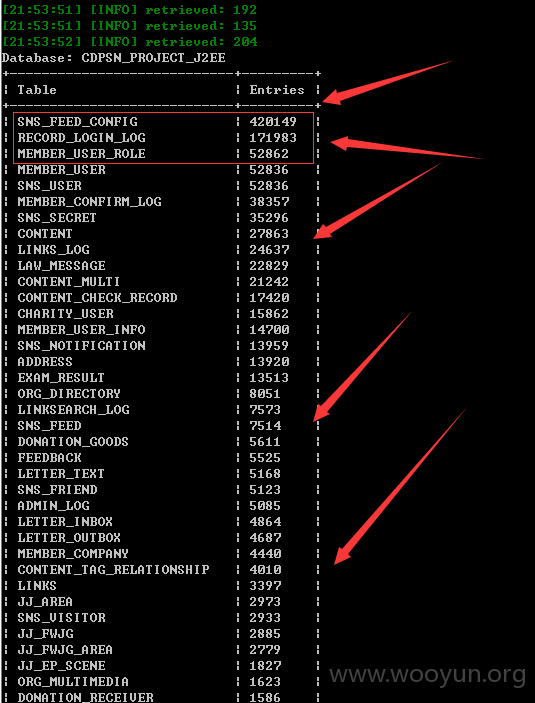 [21:53:51] [INFO] retrieved: 192
[21:53:51] [INFO] retrieved: 135
[21:53:52] [INFO] retrieved: 204
Database: CDPSN_PROJECT_J2EE
+----------------------------+---------+
¦ Table ¦ Entries ¦
+----------------------------+---------+
¦ SNS_FEED_CONFIG ¦ 420149 ¦
¦ RECORD_LOGIN_LOG ¦ 171983 ¦
¦ MEMBER_USER_ROLE ¦ 52862 ¦
¦ MEMBER_USER ¦ 52836 ¦
¦ SNS_USER ¦ 52836 ¦
¦ MEMBER_CONFIRM_LOG ¦ 38357 ¦
¦ SNS_SECRET ¦ 35296 ¦
¦ CONTENT ¦ 27863 ¦
¦ LINKS_LOG ¦ 24637 ¦
¦ LAW_MESSAGE ¦ 22829 ¦
¦ CONTENT_MULTI ¦ 21242 ¦
¦ CONTENT_CHECK_RECORD ¦ 17420 ¦
¦ CHARITY_USER ¦ 15862 ¦
¦ MEMBER_USER_INFO ¦ 14700 ¦
¦ SNS_NOTIFICATION ¦ 13959 ¦
¦ ADDRESS ¦ 13920 ¦
¦ EXAM_RESULT ¦ 13513 ¦
¦ ORG_DIRECTORY ¦ 8051 ¦
¦ LINKSEARCH_LOG ¦ 7573 ¦
¦ SNS_FEED ¦ 7514 ¦
¦ DONATION_GOODS ¦ 5611 ¦
¦ FEEDBACK ¦ 5525 ¦
¦ LETTER_TEXT ¦ 5168 ¦
¦ SNS_FRIEND ¦ 5123 ¦
¦ ADMIN_LOG ¦ 5085 ¦
¦ LETTER_INBOX ¦ 4864 ¦
¦ LETTER_OUTBOX ¦ 4687 ¦
¦ MEMBER_COMPANY ¦ 4440 ¦
¦ CONTENT_TAG_RELATIONSHIP ¦ 4010 ¦
¦ LINKS ¦ 3397 ¦
¦ JJ_AREA ¦ 2973 ¦
¦ SNS_VISITOR ¦ 2933 ¦
¦ JJ_FWJG ¦ 2885 ¦
¦ JJ_FWJG_AREA ¦ 2779 ¦
¦ JJ_EP_SCENE ¦ 1827 ¦
¦ ORG_MULTIMEDIA ¦ 1623 ¦
¦ DONATION_RECEIVER ¦ 1586 ¦
www.wooyun.org